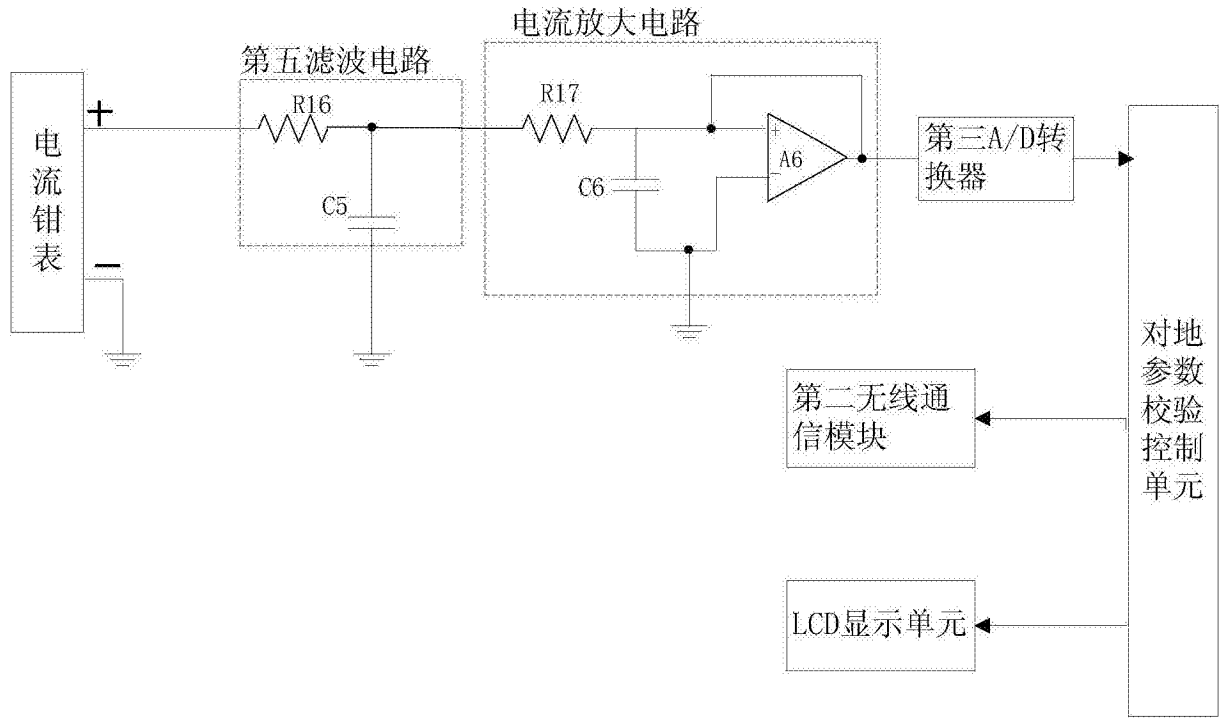 电流放大电路
第五滤波电路
电
流
钳
表
+
−
R16
C5
R17
C6
+
−
A6
第三A/D转
换器
第二无线通
信模块
LCD显示单元
对地
参数
校验
控制
单元